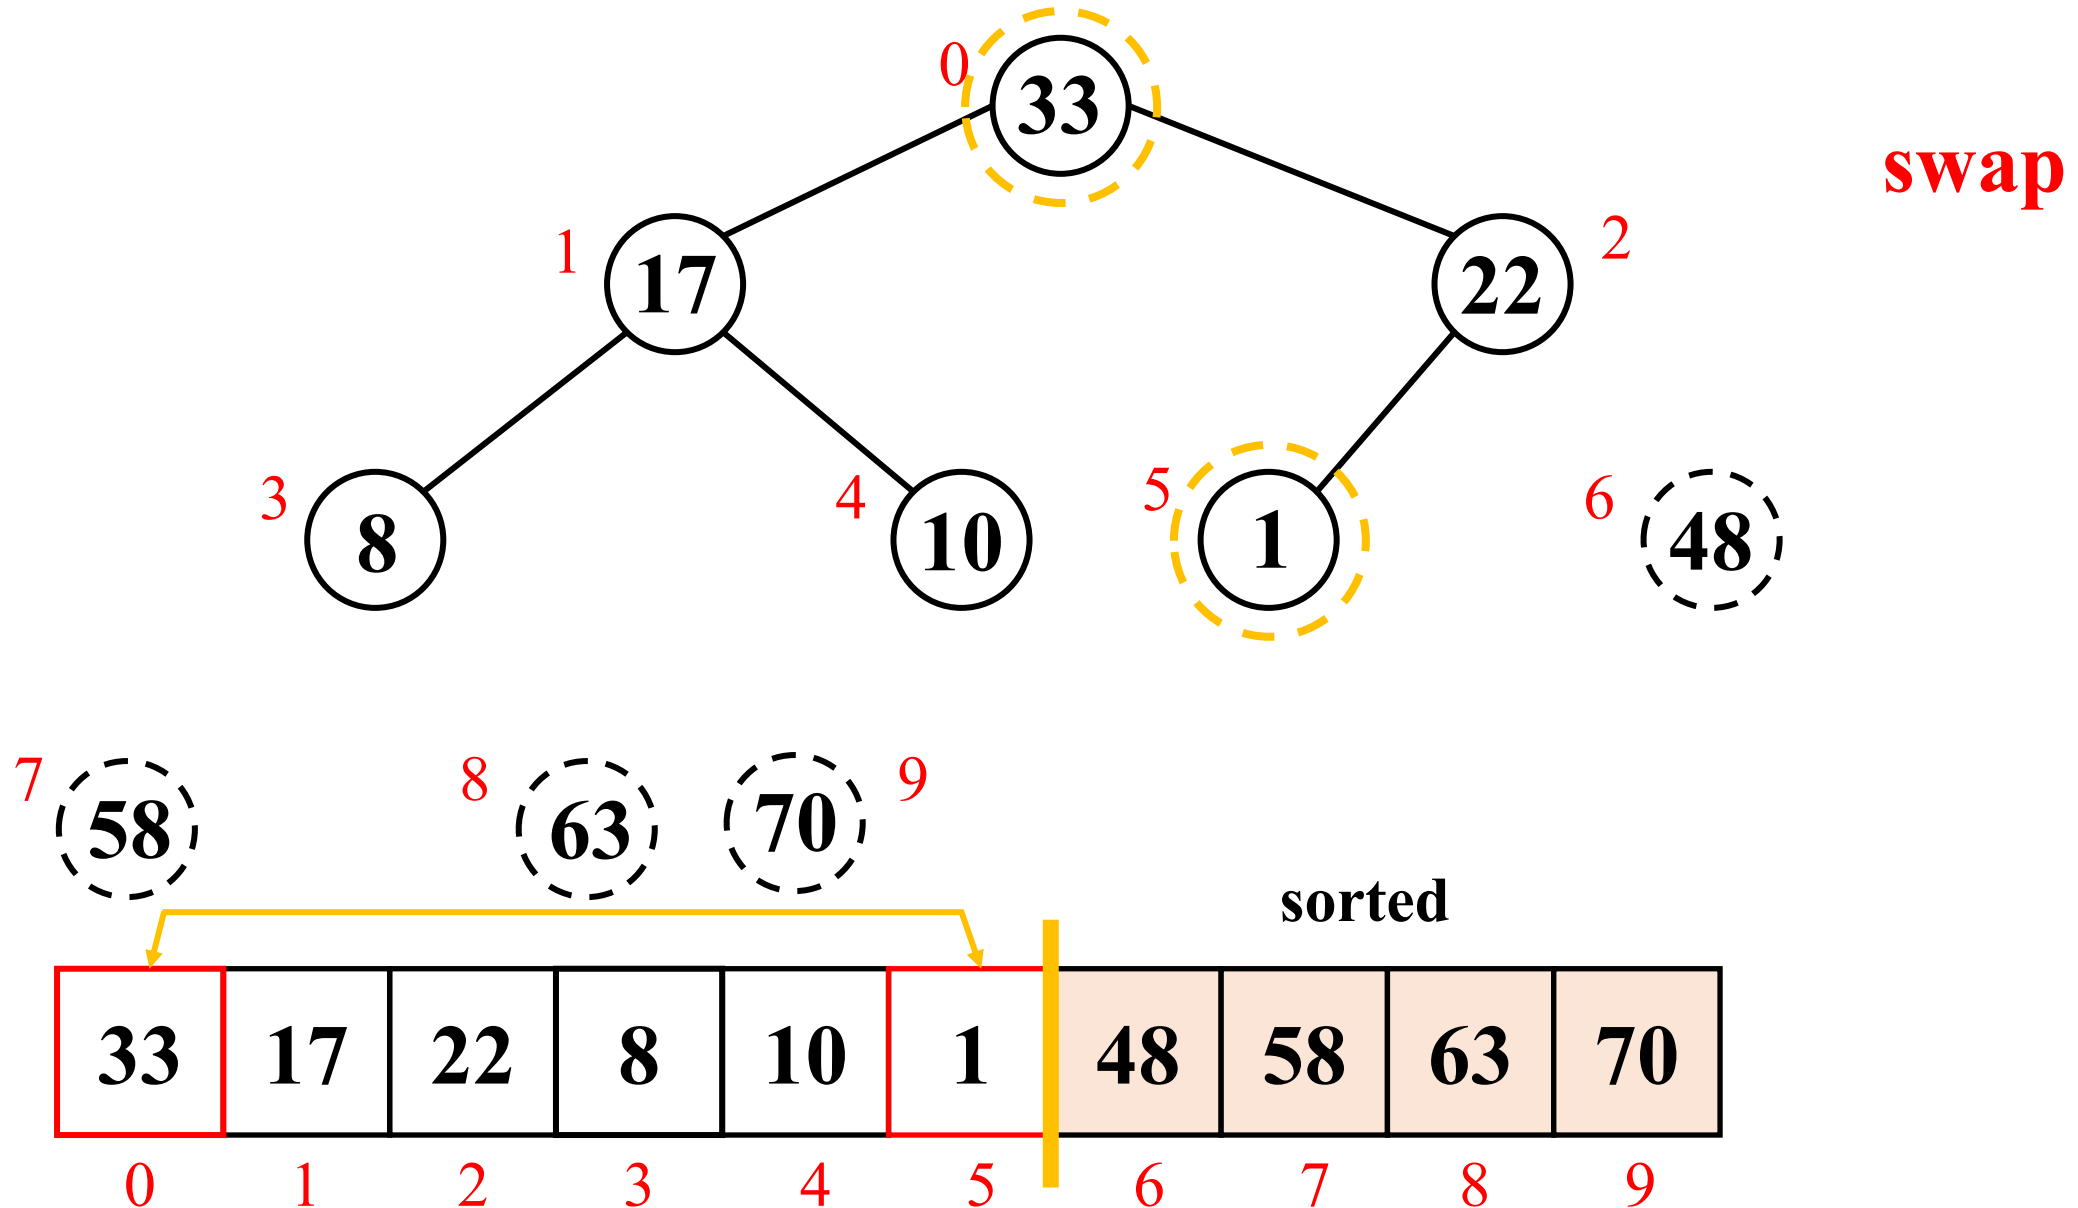 0 33
swap
1 17 22 2
3 8 4 10 5 1 6 48
7 58 8 63 70 9
sorted
33 17 22 8 10 1 48 58 63 70
0 1 2 3 4 5 6 7 8 9